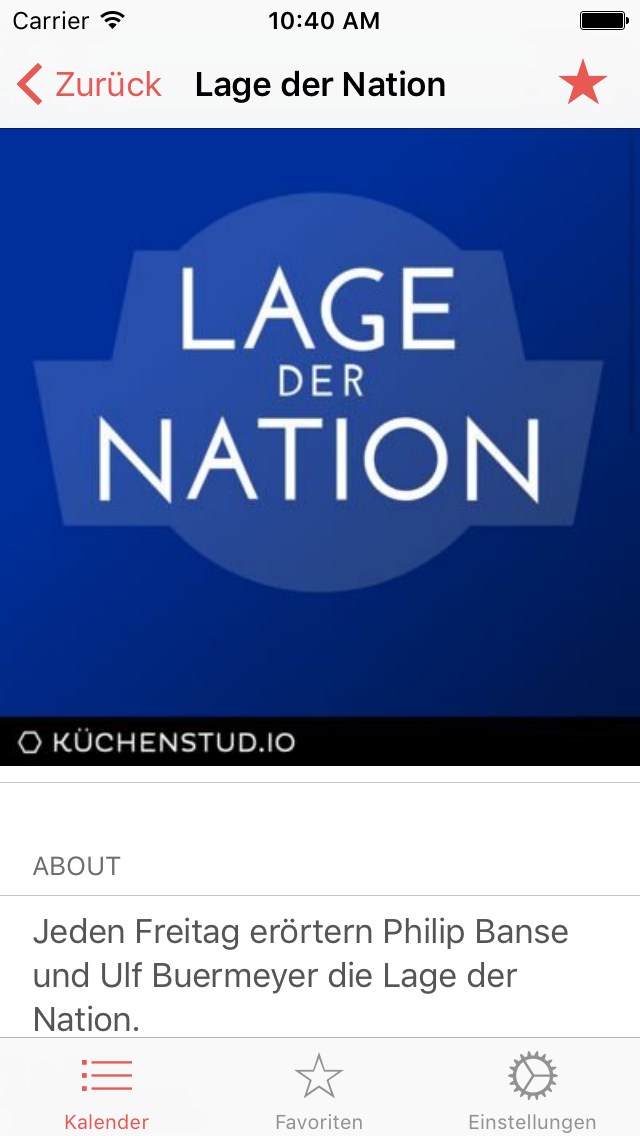 Carrier 10:40 AM
Zurück Lage der Nation
LAGE
DER
NATION
KÜCHENSTUD.IO
ABOUT
Jeden Freitag erörtern Philip Banse
und Ulf Buermeyer die Lage der
Nation.
Kalender Favoriten Einstellungen